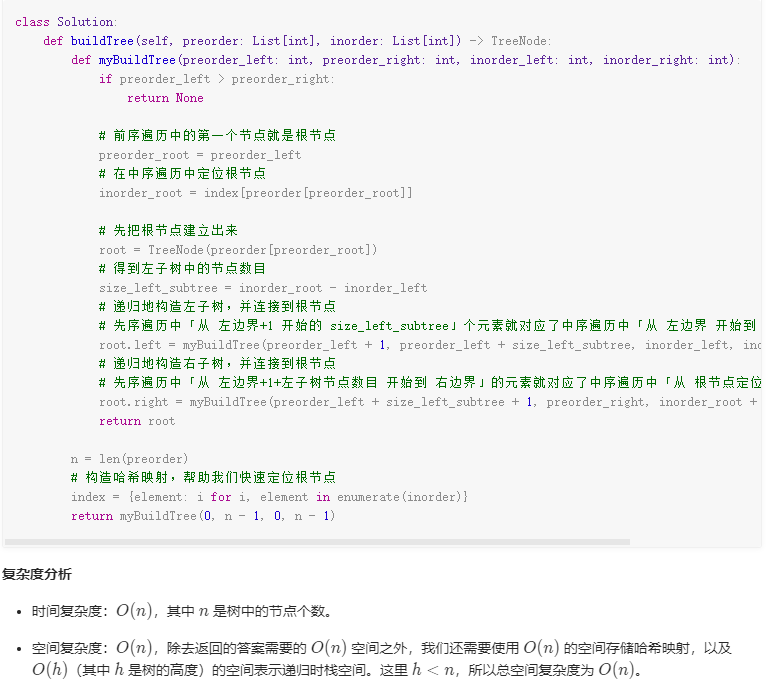 class Solution:
    def buildTree(self, preorder: List[int], inorder: List[int]) -> TreeNode:
        def myBuildTree(preorder_left: int, preorder_right: int, inorder_left: int, inorder_right: int):
            if preorder_left > preorder_right:
                return None
            # 前序遍历中的第一个节点就是根节点
            preorder_root = preorder_left
            # 在中序遍历中定位根节点
            inorder_root = index[preorder[preorder_root]]
            # 先把根节点建立出来
            root = TreeNode(preorder[preorder_root])
            # 得到左子树中的节点数目
            size_left_subtree = inorder_root - inorder_left
            # 递归地构造左子树，并连接到根节点
            # 先序遍历中「从 左边界+1 开始的 size_left_subtree」个元素就对应了中序遍历中「从 左边界 开始到
            root.left = myBuildTree(preorder_left + 1, preorder_left + size_left_subtree, inorder_left,
            # 递归地构造右子树，并连接到根节点
            # 先序遍历中「从 左边界+1+左子树节点数目 开始到 右边界」的元素就对应了中序遍历中「从 根节点定位
            root.right = myBuildTree(preorder_left + size_left_subtree + 1, preorder_right, inorder_root +
            return root
        n = len(preorder)
        # 构造哈希映射，帮助我们快速定位根节点
        index = {element: i for i, element in enumerate(inorder)}
        return myBuildTree(0, n - 1, 0, n - 1)
复杂度分析
• 时间复杂度：O(n)，其中 n 是树中的节点个数。
• 空间复杂度：O(n)，除去返回的答案需要的 O(n) 空间之外，我们还需要使用 O(n) 的空间存储哈希映射，以及
O(h)（其中 h 是树的高度）的空间表示递归时栈空间。这里 h < n，所以总空间复杂度为 O(n)。